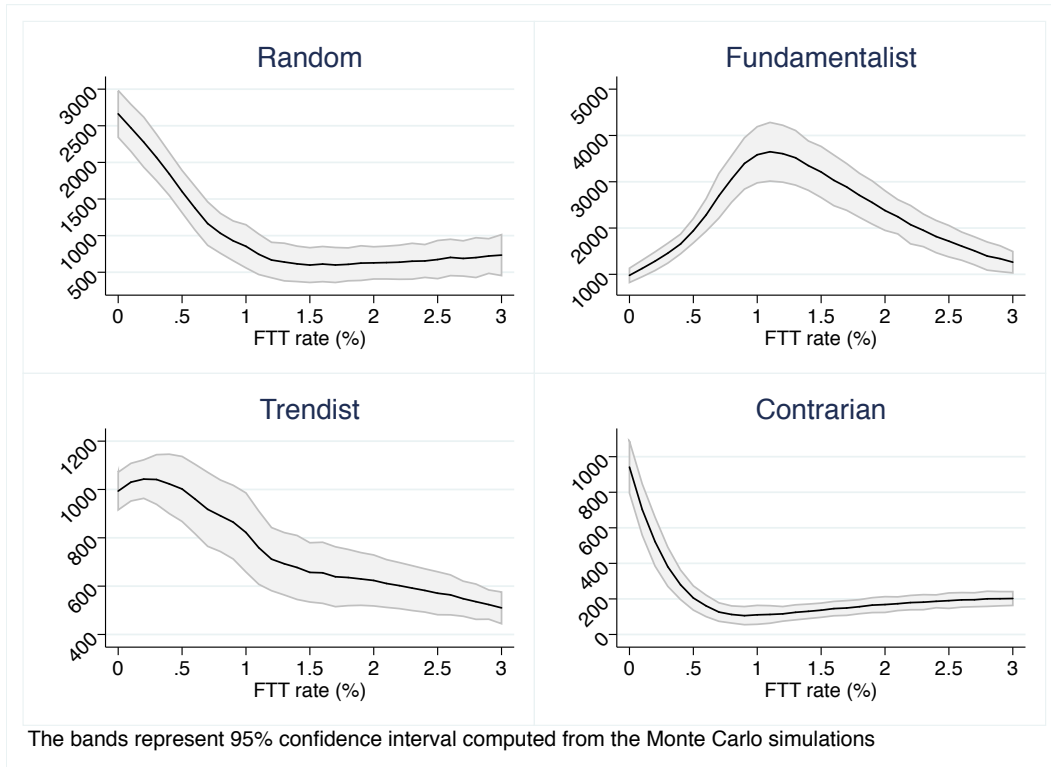 Random
3000
2500
2000
1500
1000
500
0 .5 1 1.5 2 2.5 3
FTT rate (%)
Fundamentalist
5000
4000
3000
2000
1000
0 .5 1 1.5 2 2.5 3
FTT rate (%)
Trendist
1200
1000
800
600
400
0 .5 1 1.5 2 2.5 3
FTT rate (%)
Contrarian
1000
800
600
400
200
0
0 .5 1 1.5 2 2.5 3
FTT rate (%)
The bands represent 95% confidence interval computed from the Monte Carlo simulations